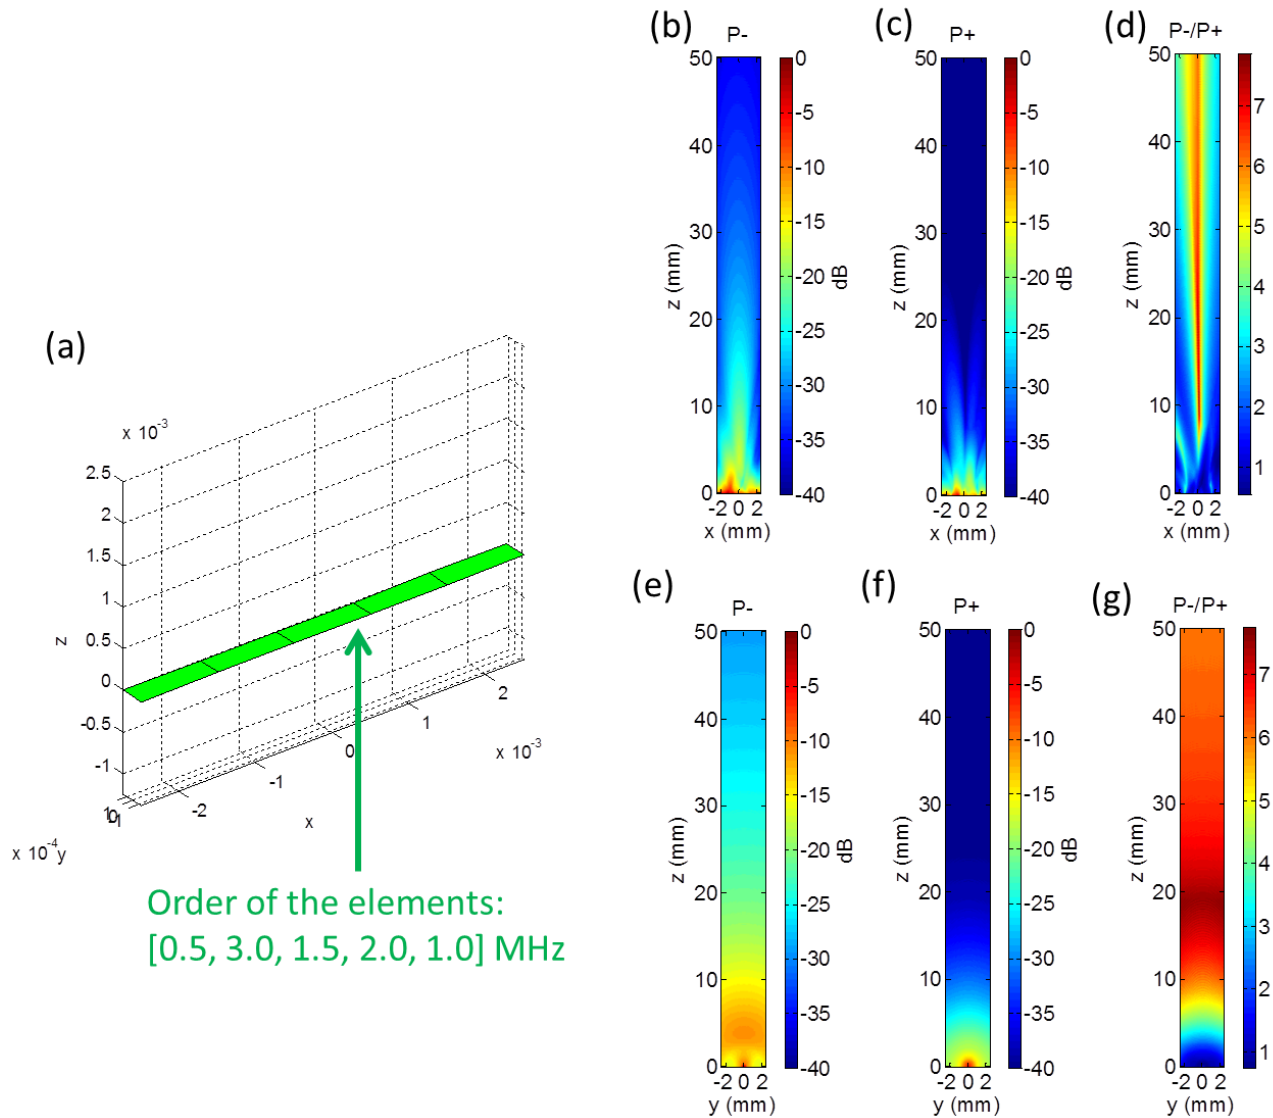 (a)
x 10⁻³
2.5
2
1.5
1
0.5
0
-0.5
-1
z
x 10⁻⁴y
-2
-1
0
1
2
x
x 10⁻³
Order of the elements:
[0.5, 3.0, 1.5, 2.0, 1.0] MHz
(b)
P-
50
40
30
20
10
0
z (mm)
-2 0 2
x (mm)
0
-5
-10
-15
-20
-25
-30
-35
-40
dB
(c)
P+
50
40
30
20
10
0
z (mm)
-2 0 2
x (mm)
0
-5
-10
-15
-20
-25
-30
-35
-40
dB
(d)
P-/P+
50
40
30
20
10
0
z (mm)
-2 0 2
x (mm)
7
6
5
4
3
2
1
(e)
P-
50
40
30
20
10
0
z (mm)
-2 0 2
y (mm)
0
-5
-10
-15
-20
-25
-30
-35
-40
dB
(f)
P+
50
40
30
20
10
0
z (mm)
-2 0 2
y (mm)
0
-5
-10
-15
-20
-25
-30
-35
-40
dB
(g)
P-/P+
50
40
30
20
10
0
z (mm)
-2 0 2
y (mm)
7
6
5
4
3
2
1